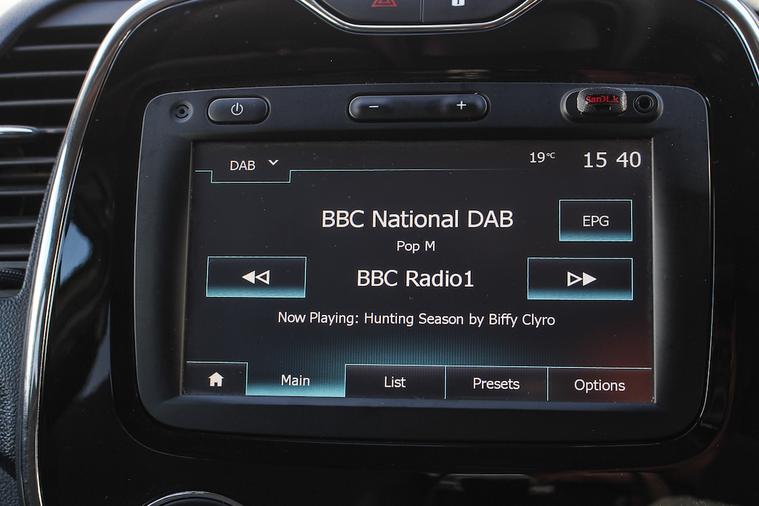 − +
SanDisk
DAB 19°C 15 40
BBC National DAB
EPG
Pop M
BBC Radio1
Now Playing: Hunting Season by Biffy Clyro
Main List Presets Options